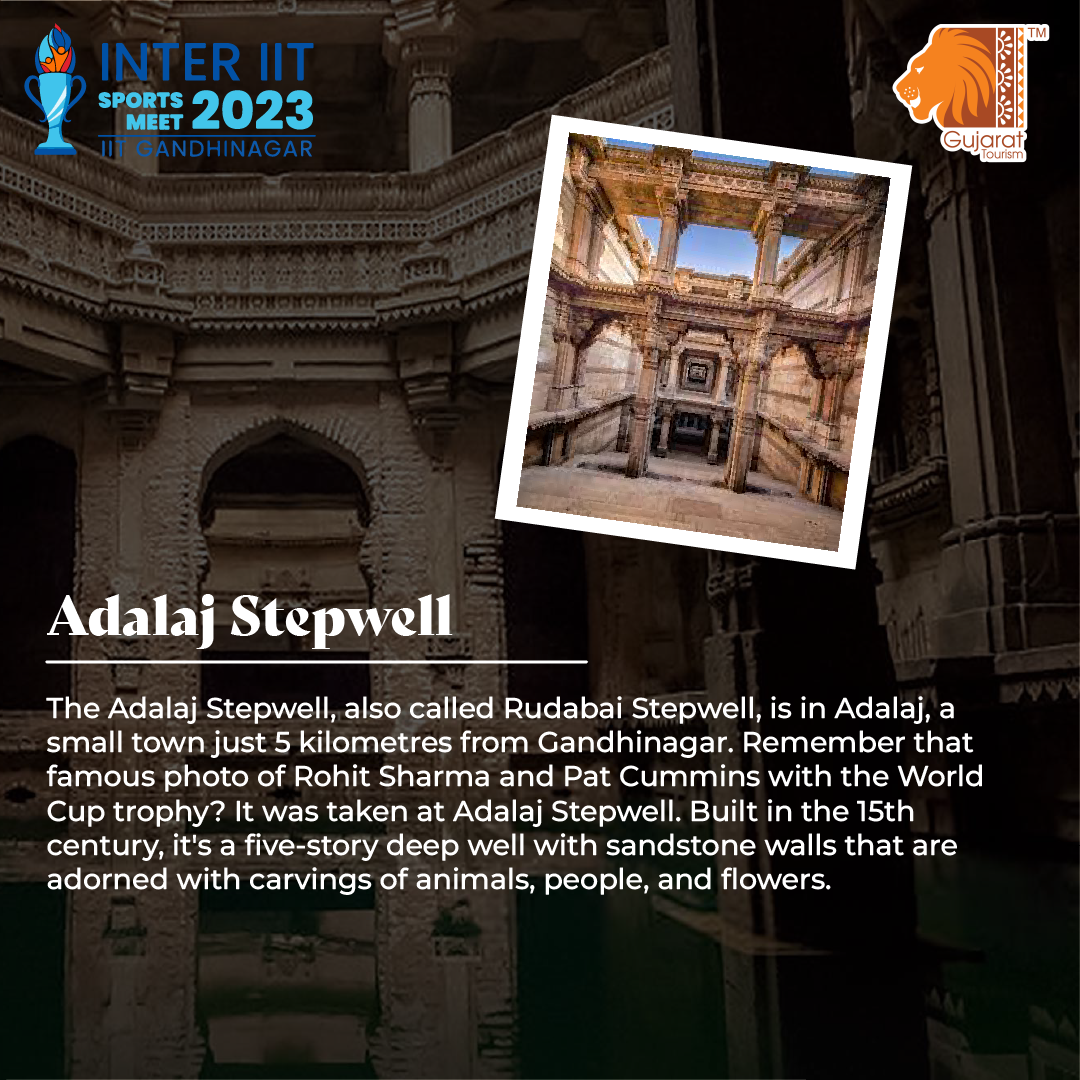 INTER IIT
SPORTS
MEET 2023
IIT GANDHINAGAR
TM
Gujarat
Tourism
Adalaj Stepwell
The Adalaj Stepwell, also called Rudabai Stepwell, is in Adalaj, a
small town just 5 kilometres from Gandhinagar. Remember that
famous photo of Rohit Sharma and Pat Cummins with the World
Cup trophy? It was taken at Adalaj Stepwell. Built in the 15th
century, it's a five-story deep well with sandstone walls that are
adorned with carvings of animals, people, and flowers.